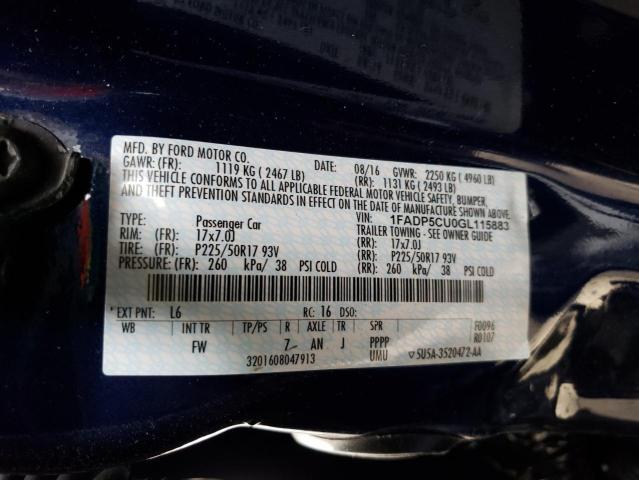 MFD. BY FORD MOTOR CO.
DATE: 08/16 GVWR: 2250 KG ( 4960 LB)
GAWR: (FR): 1119 KG ( 2467 LB) (RR): 1131 KG ( 2493 LB)
THIS VEHICLE CONFORMS TO ALL APPLICABLE FEDERAL MOTOR VEHICLE SAFETY, BUMPER,
AND THEFT PREVENTION STANDARDS IN EFFECT ON THE DATE OF MANUFACTURE SHOWN ABOVE.
VIN: 1FADP5CU0GL115883
TYPE: Passenger Car TRAILER TOWING - SEE OWNER GUIDE
RIM: (FR): 17x7.0J (RR): 17x7.0J
TIRE: (FR): P225/50R17 93V (RR): P225/50R17 93V
PRESSURE: (FR): 260 kPa/ 38 PSI COLD (RR): 260 kPa/ 38 PSI COLD
* *
EXT PNT: L6 RC: 16 DSO:
WB INT TR TP/PS R AXLE TR SPR F0096
FW 7 AN J PPPP R0107
3201608047913 UMU ▽ 5U5A-3520472-AA